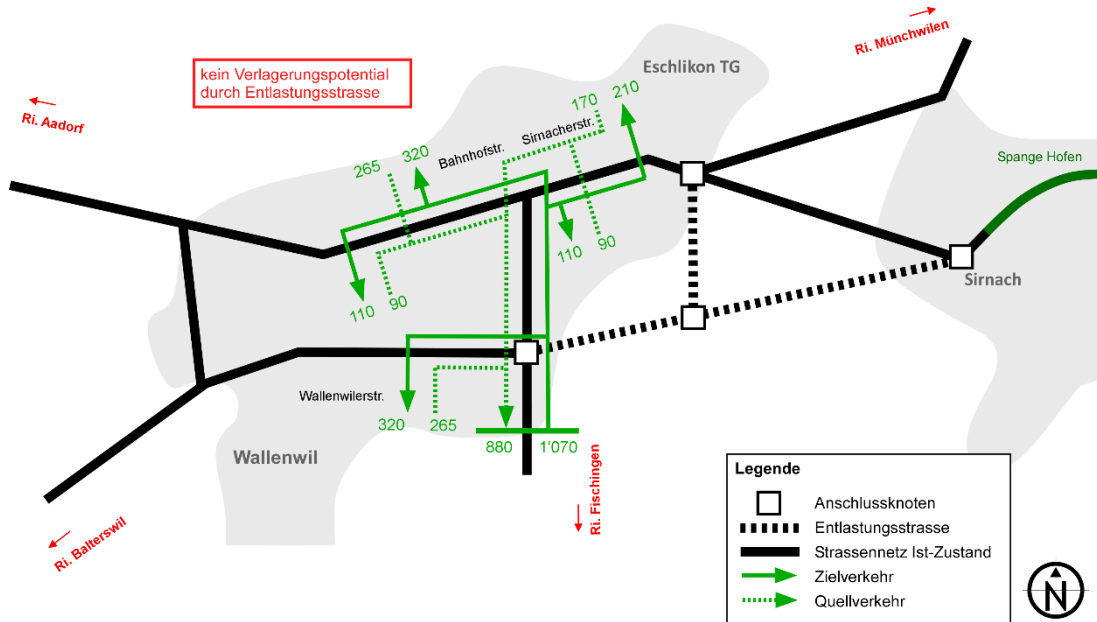 Ri. Münchwilen
kein Verlagerungspotential
durch Entlastungsstrasse
Eschlikon TG
Ri. Aadorf
170
210
Sirnacherstr.
Bahnhofstr.
320
265
Spange Hofen
110
90
110
90
Sirnach
Wallenwilerstr.
320
265
880
1'070
Wallenwil
Ri. Fischingen
Ri. Balterswil
Legende
Anschlussknoten
Entlastungsstrasse
Strassennetz Ist-Zustand
Zielverkehr
Quellverkehr
N